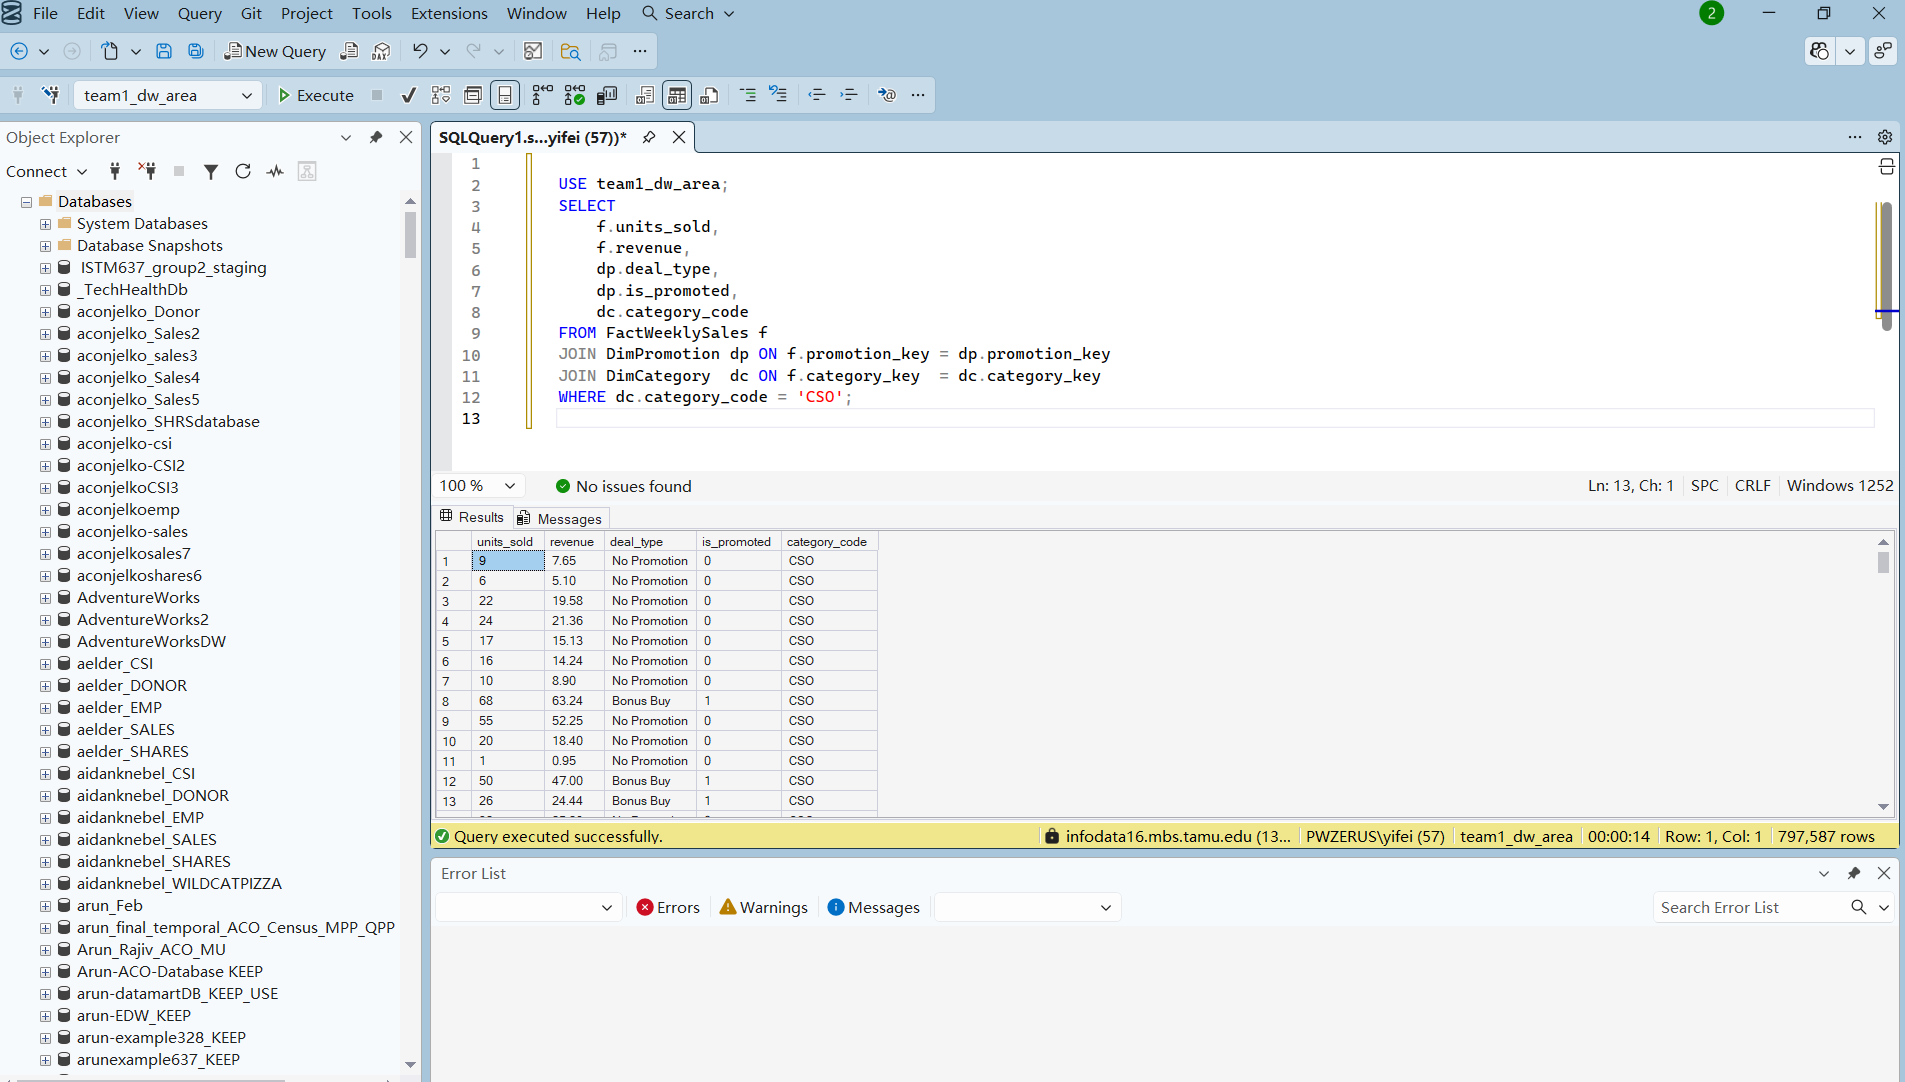 File Edit View Query Git Project Tools Extensions Window Help Search 2
New Query DAX
team1_dw_area Execute
Object Explorer
Connect
Databases
System Databases
Database Snapshots
ISTM637_group2_staging
_TechHealthDb
aconjelko_Donor
aconjelko_Sales2
aconjelko_sales3
aconjelko_Sales4
aconjelko_Sales5
aconjelko_SHRSdatabase
aconjelko-csi
aconjelko-CSI2
aconjelkoCSI3
aconjelkoemp
aconjelko-sales
aconjelkosales7
aconjelkoshares6
AdventureWorks
AdventureWorks2
AdventureWorksDW
aelder_CSI
aelder_DONOR
aelder_EMP
aelder_SALES
aelder_SHARES
aidanknebel_CSI
aidanknebel_DONOR
aidanknebel_EMP
aidanknebel_SALES
aidanknebel_SHARES
aidanknebel_WILDCATPIZZA
arun_Feb
arun_final_temporal_ACO_Census_MPP_QPP
Arun_Rajiv_ACO_MU
Arun-ACO-Database KEEP
arun-datamartDB_KEEP_USE
arun-EDW_KEEP
arun-example328_KEEP
arunexample637_KEEP
SQLQuery1.s...yifei (57))*
1
2 USE team1_dw_area;
3 SELECT
4 f.units_sold,
5 f.revenue,
6 dp.deal_type,
7 dp.is_promoted,
8 dc.category_code
9 FROM FactWeeklySales f
10 JOIN DimPromotion dp ON f.promotion_key = dp.promotion_key
11 JOIN DimCategory  dc ON f.category_key  = dc.category_key
12 WHERE dc.category_code = 'CSO';
13
100 % No issues found Ln: 13, Ch: 1 SPC CRLF Windows 1252
Results Messages
units_sold revenue deal_type is_promoted category_code
1 9 7.65 No Promotion 0 CSO
2 6 5.10 No Promotion 0 CSO
3 22 19.58 No Promotion 0 CSO
4 24 21.36 No Promotion 0 CSO
5 17 15.13 No Promotion 0 CSO
6 16 14.24 No Promotion 0 CSO
7 10 8.90 No Promotion 0 CSO
8 68 63.24 Bonus Buy 1 CSO
9 55 52.25 No Promotion 0 CSO
10 20 18.40 No Promotion 0 CSO
11 1 0.95 No Promotion 0 CSO
12 50 47.00 Bonus Buy 1 CSO
13 26 24.44 Bonus Buy 1 CSO
Query executed successfully. infodata16.mbs.tamu.edu (13... PWZERUS\yifei (57) team1_dw_area 00:00:14 Row: 1, Col: 1 797,587 rows
Error List
Errors Warnings Messages Search Error List